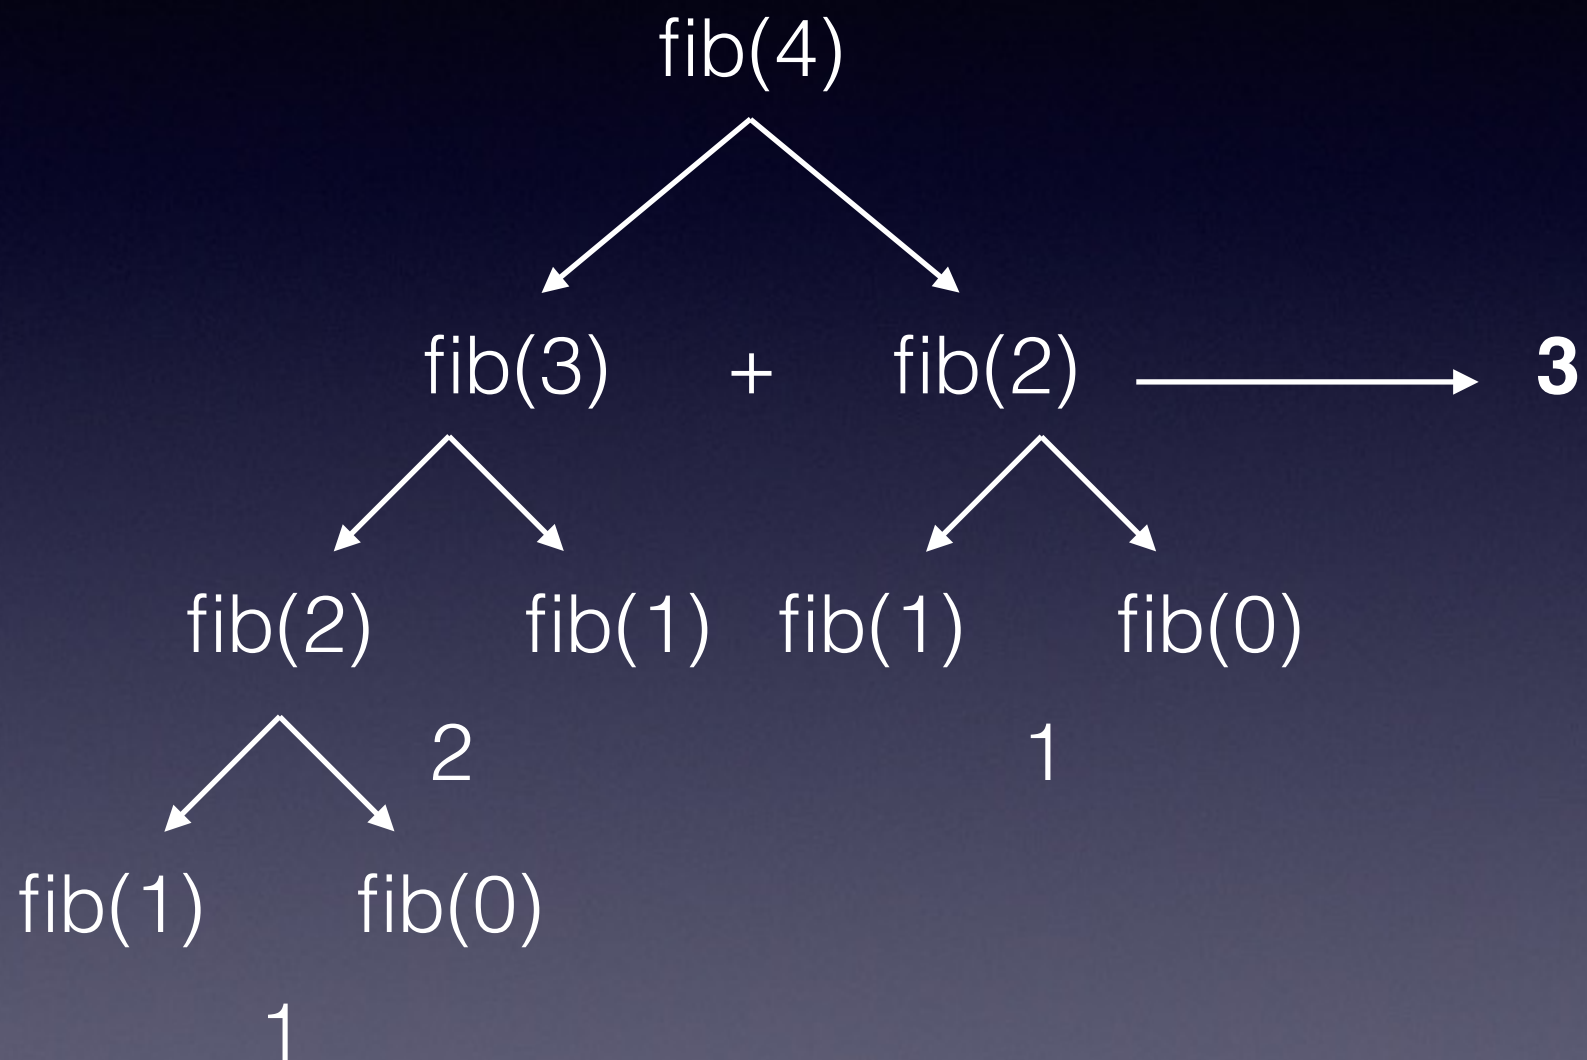 fib(4)
fib(3) + fib(2) 3
fib(2) fib(1) fib(1) fib(0)
2 1
fib(1) fib(0)
1